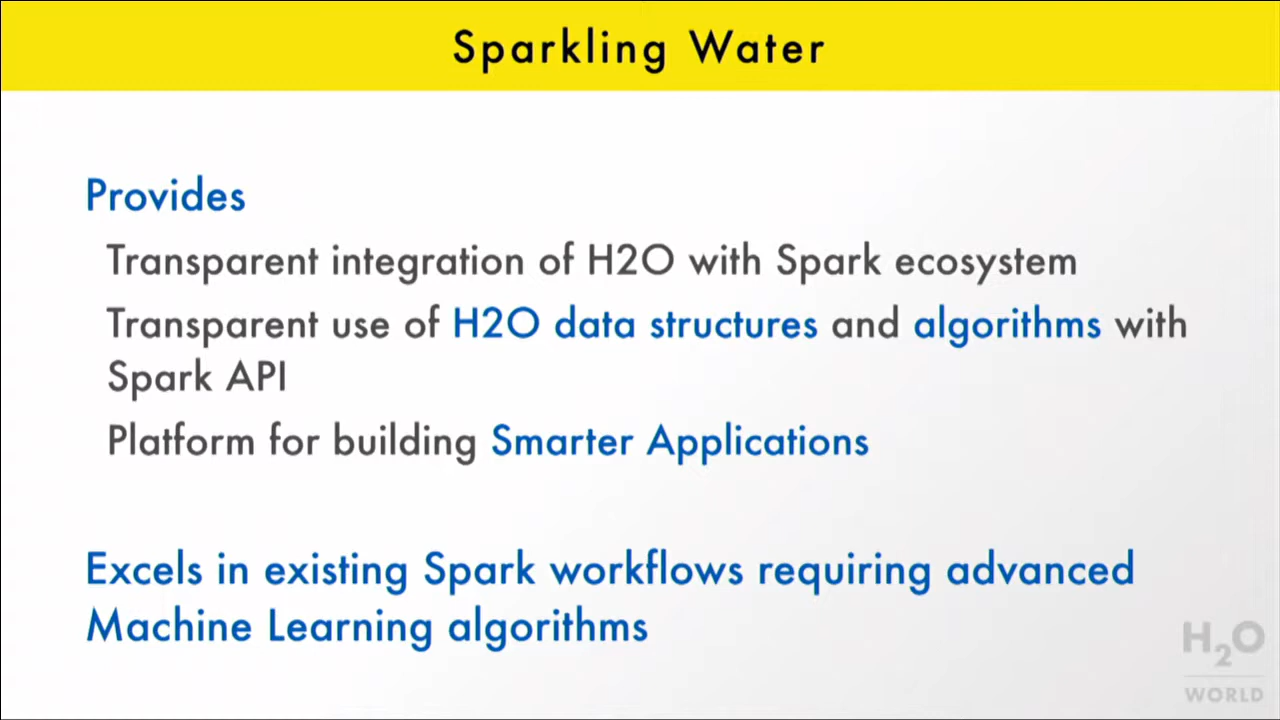 Sparkling Water
Provides
Transparent integration of H2O with Spark ecosystem
Transparent use of H2O data structures and algorithms with
Spark API
Platform for building Smarter Applications
Excels in existing Spark workflows requiring advanced
Machine Learning algorithms
H2O
WORLD